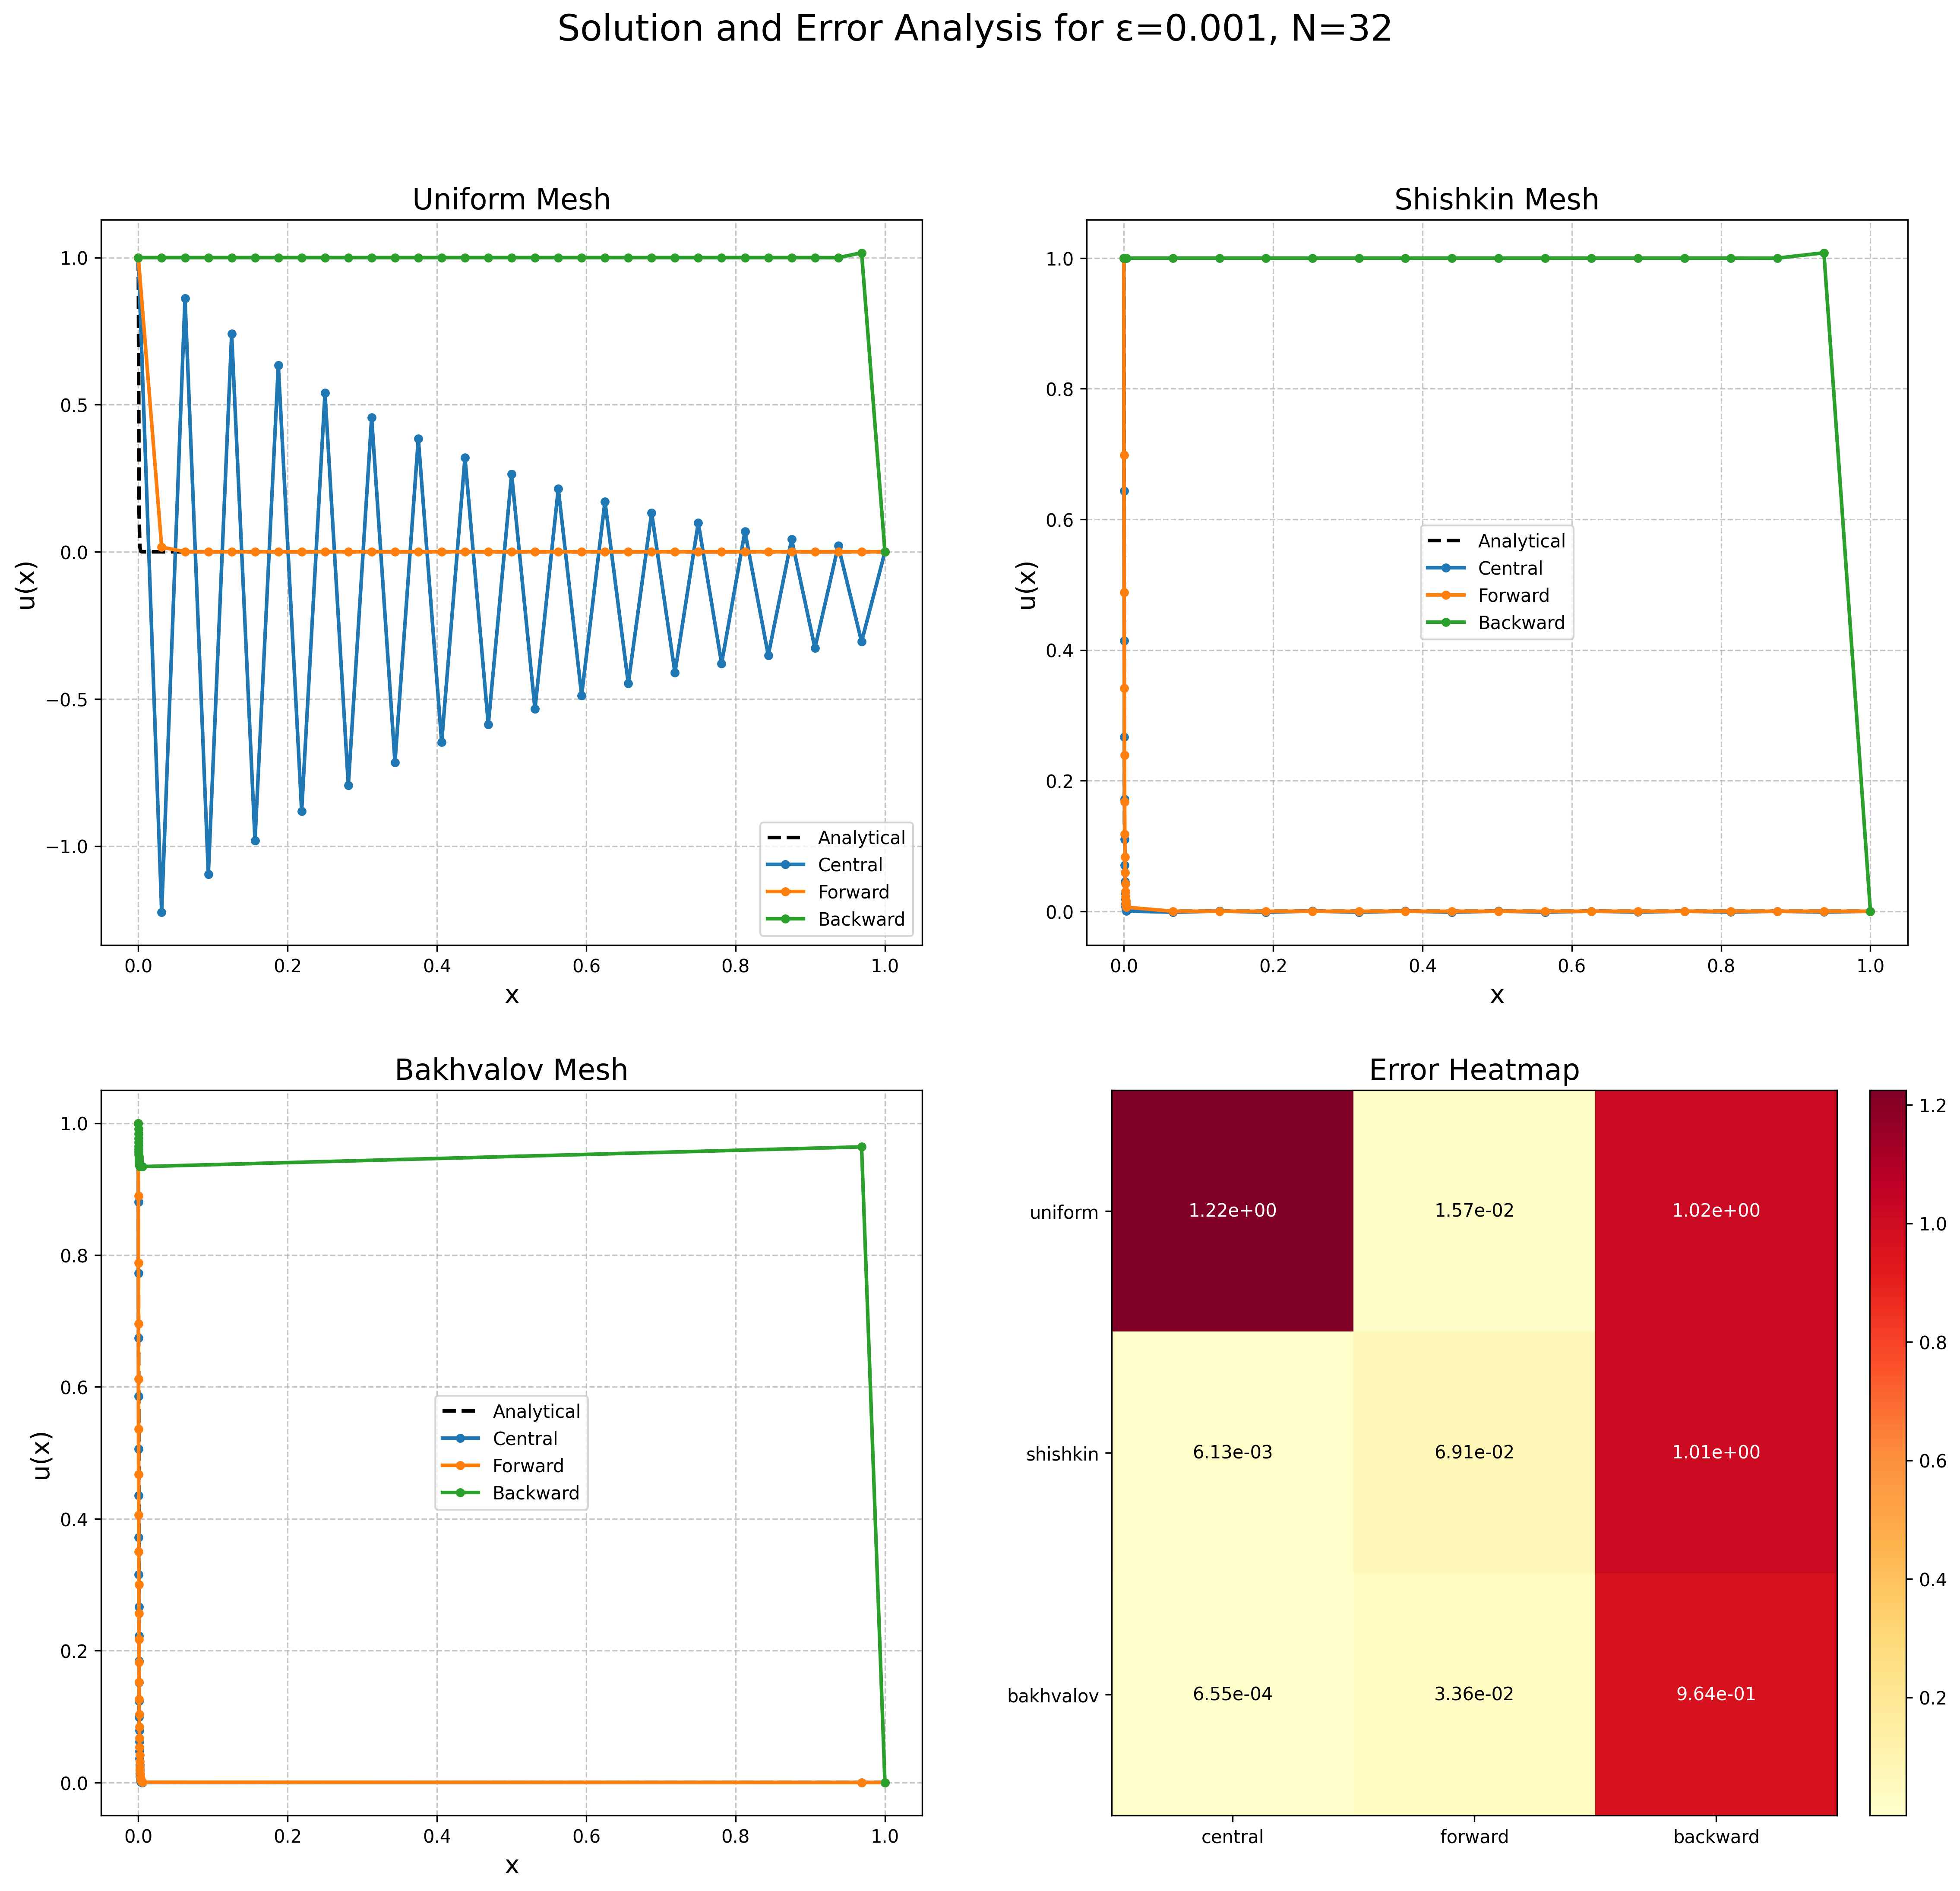 Solution and Error Analysis for ε=0.001, N=32
Uniform Mesh
1.0
0.5
0.0
−0.5
−1.0
u(x)
0.0 0.2 0.4 0.6 0.8 1.0
x
Analytical
Central
Forward
Backward
Shishkin Mesh
1.0
0.8
0.6
0.4
0.2
0.0
u(x)
0.0 0.2 0.4 0.6 0.8 1.0
x
Analytical
Central
Forward
Backward
Bakhvalov Mesh
1.0
0.8
0.6
0.4
0.2
0.0
u(x)
0.0 0.2 0.4 0.6 0.8 1.0
x
Analytical
Central
Forward
Backward
Error Heatmap
uniform 1.22e+00 1.57e-02 1.02e+00
shishkin 6.13e-03 6.91e-02 1.01e+00
bakhvalov 6.55e-04 3.36e-02 9.64e-01
central forward backward
1.2
1.0
0.8
0.6
0.4
0.2